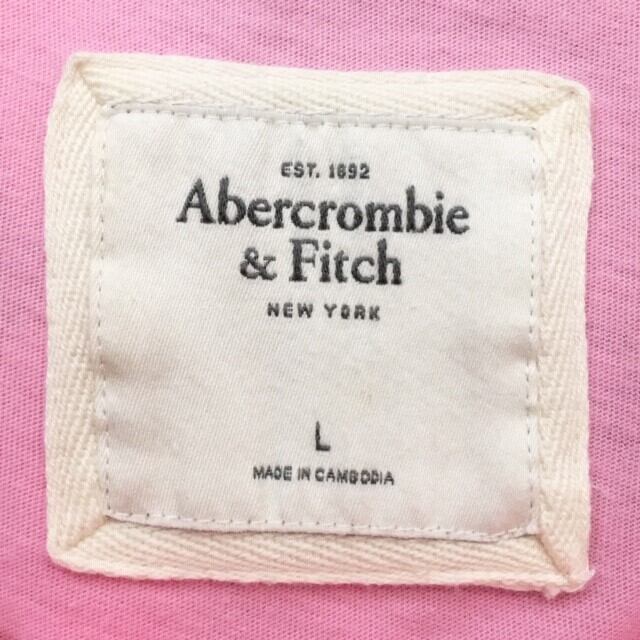 EST. 1892
Abercrombie
& Fitch
NEW YORK
L
MADE IN CAMBODIA